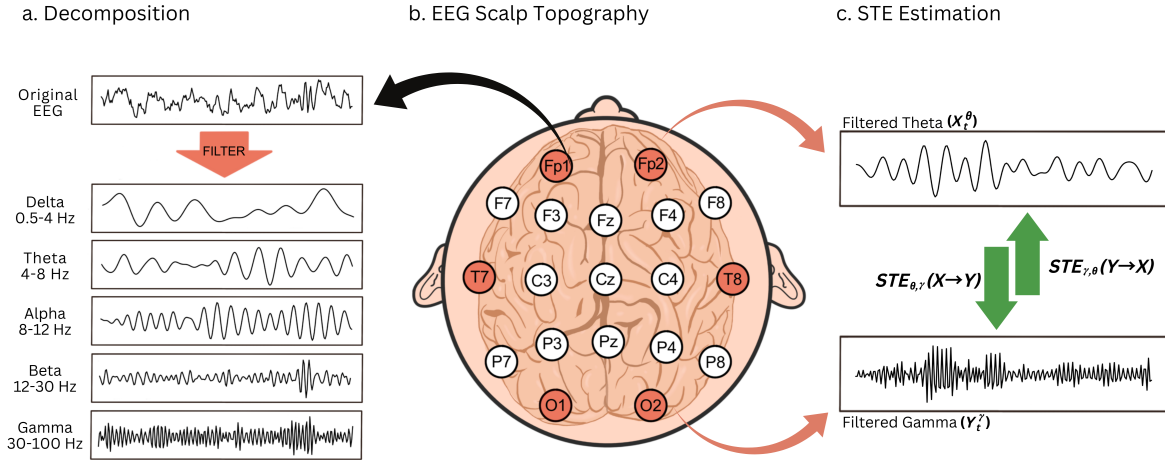 a. Decomposition
b. EEG Scalp Topography
c. STE Estimation
Original
EEG
FILTER
Delta
0.5-4 Hz
Theta
4-8 Hz
Alpha
8-12 Hz
Beta
12-30 Hz
Gamma
30-100 Hz
Fp1
Fp2
F7
F3
Fz
F4
F8
T7
C3
Cz
C4
T8
P7
P3
Pz
P4
P8
O1
O2
Filtered Theta (X_t^θ)
STE_θ,γ(X→Y)
STE_γ,θ(Y→X)
Filtered Gamma (Y_t^γ)